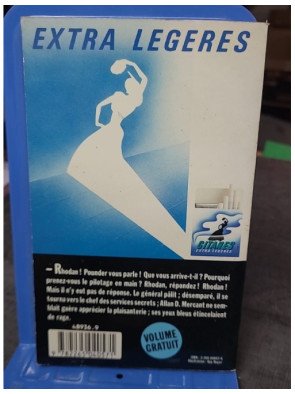 EXTRA LEGERES
GITANES
EXTRA LEGERES
– Rhodan ! Pounder vous parle ! Que vous arrive-t-il ? Pourquoi
prenez-vous le pilotage en main ? Rhodan, répondez ! Rhodan !
Mais il n'y eut pas de réponse. Le général pâlit ; désemparé, il se
tourna vers le chef des services secrets ; Allan D. Mercant ne sem-
blait guère apprécier la plaisanterie ; ses yeux bleus étincelaient
de rage.
48936.9
VOLUME
GRATUIT